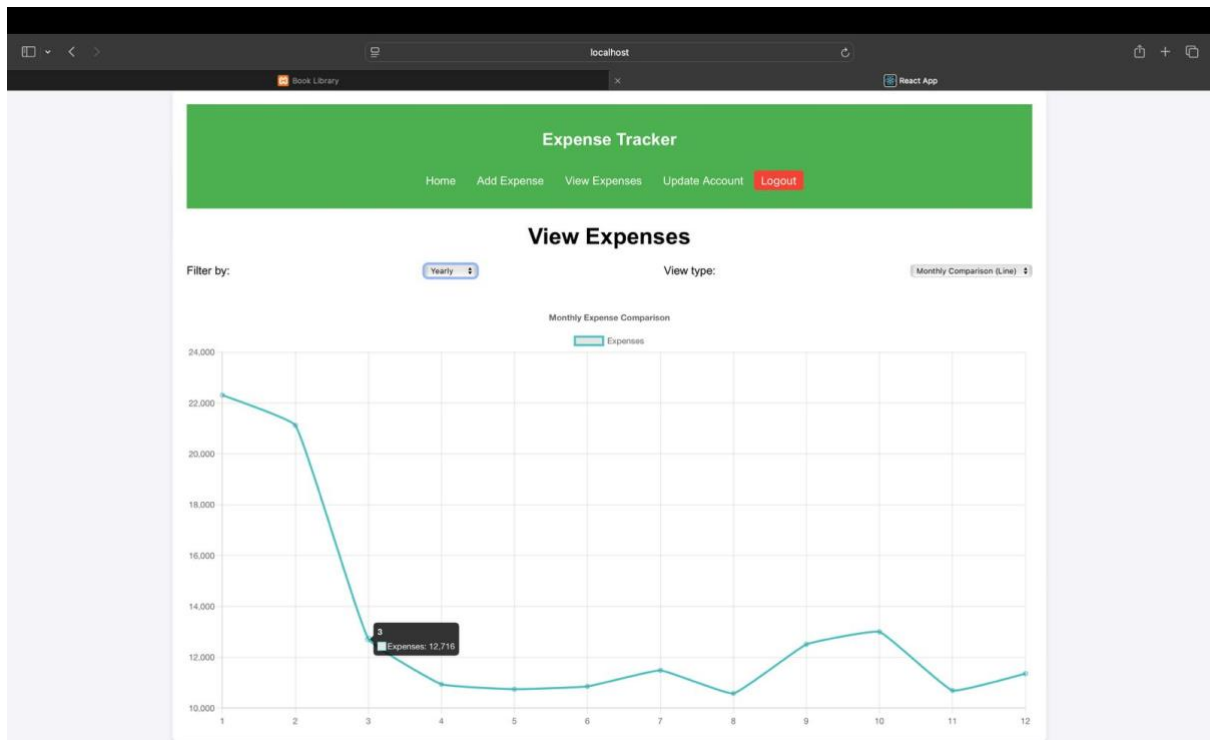 localhost
Book Library
React App
Expense Tracker
Home Add Expense View Expenses Update Account Logout
View Expenses
Filter by: Yearly View type: Monthly Comparison (Line)
Monthly Expense Comparison
Expenses
24,000
22,000
20,000
18,000
16,000
14,000
3
Expenses: 12,716
12,000
10,000
1 2 3 4 5 6 7 8 9 10 11 12